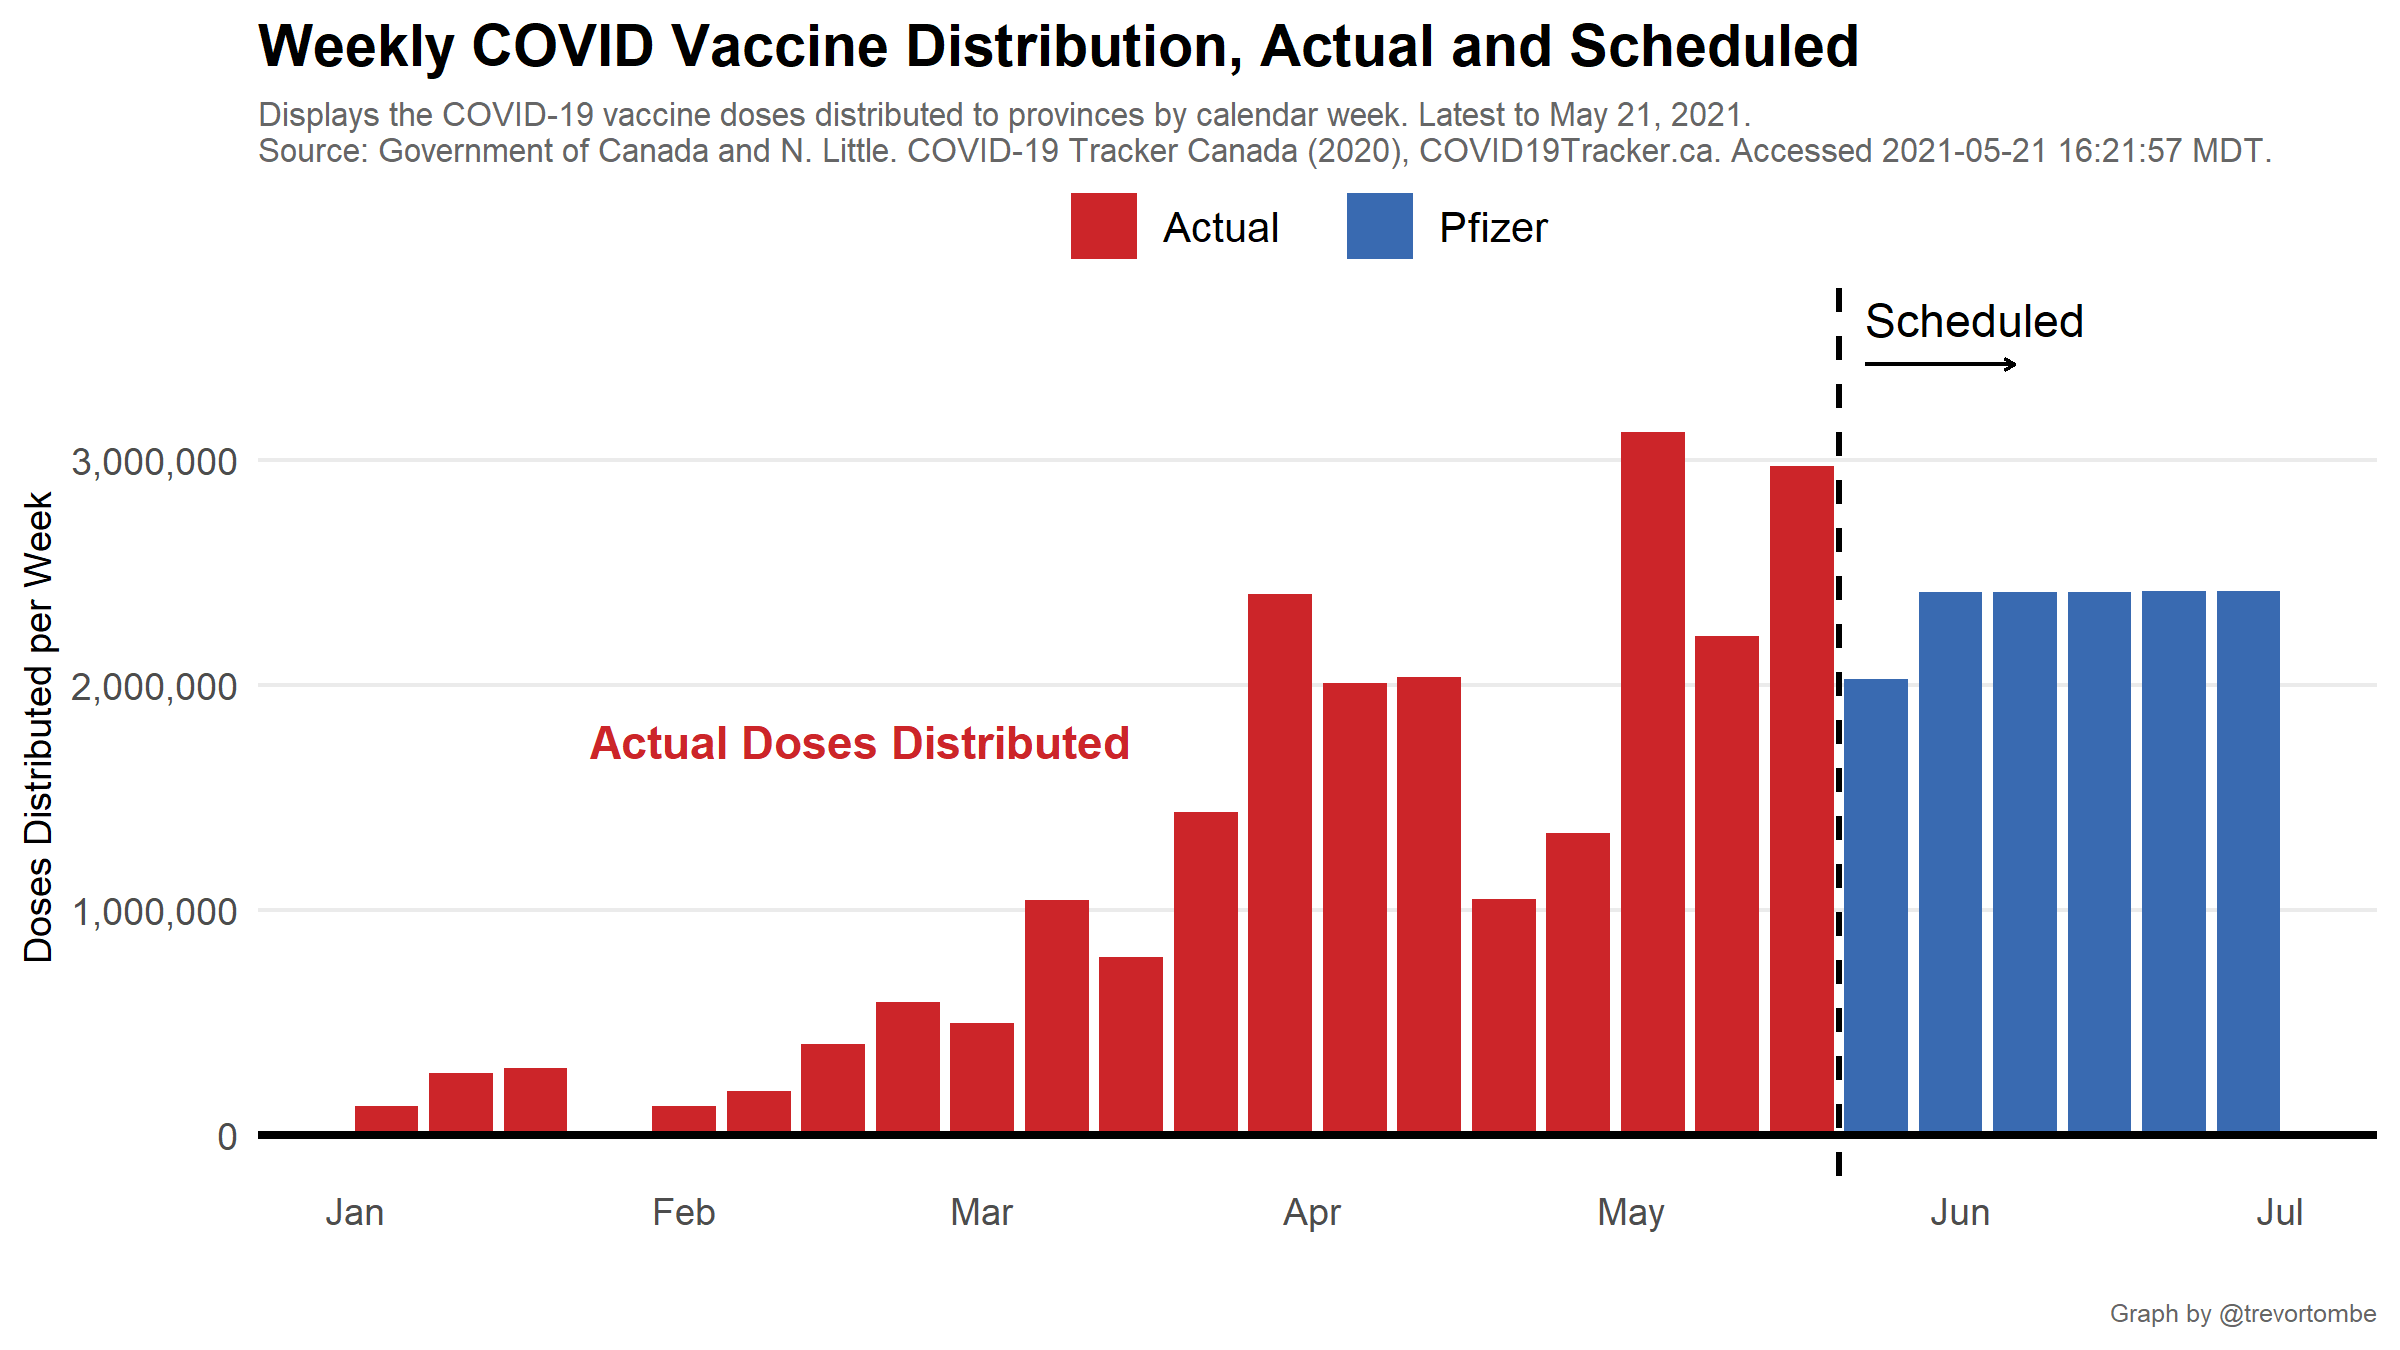 Weekly COVID Vaccine Distribution, Actual and Scheduled
Displays the COVID-19 vaccine doses distributed to provinces by calendar week. Latest to May 21, 2021.
Source: Government of Canada and N. Little. COVID-19 Tracker Canada (2020), COVID19Tracker.ca. Accessed 2021-05-21 16:21:57 MDT.
Actual Pfizer
Scheduled
Doses Distributed per Week
3,000,000
2,000,000
1,000,000
0
Actual Doses Distributed
Jan Feb Mar Apr May Jun Jul
Graph by @trevortombe